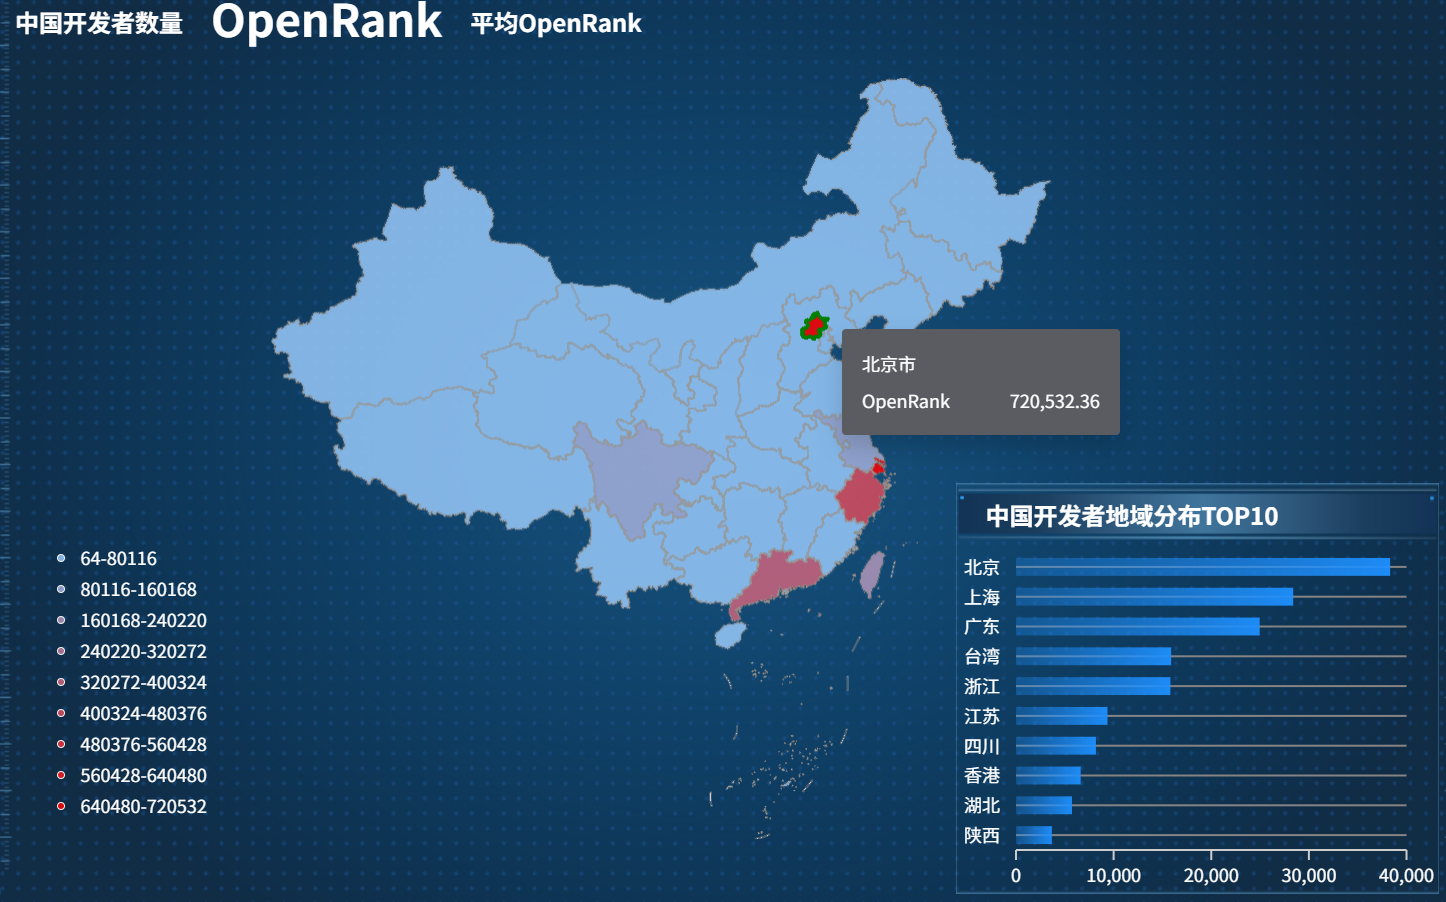 中国开发者数量 OpenRank 平均OpenRank
北京市
OpenRank 720,532.36
64-80116
80116-160168
160168-240220
240220-320272
320272-400324
400324-480376
480376-560428
560428-640480
640480-720532
中国开发者地域分布TOP10
北京
上海
广东
台湾
浙江
江苏
四川
香港
湖北
陕西
0 10,000 20,000 30,000 40,000